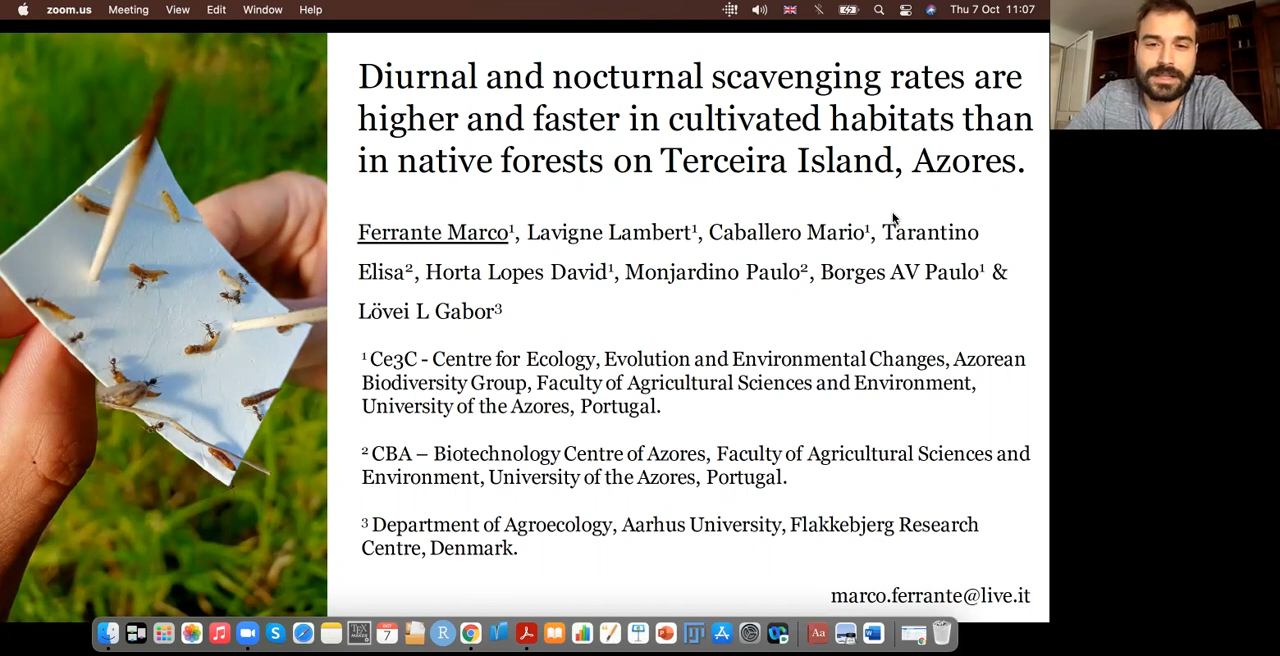 zoom.us Meeting View Edit Window Help Thu 7 Oct 11:07
Diurnal and nocturnal scavenging rates are
higher and faster in cultivated habitats than
in native forests on Terceira Island, Azores.
Ferrante Marco¹, Lavigne Lambert¹, Caballero Mario¹, Tarantino
Elisa², Horta Lopes David¹, Monjardino Paulo², Borges AV Paulo¹ &
Lövei L Gabor³
¹ Ce3C - Centre for Ecology, Evolution and Environmental Changes, Azorean
Biodiversity Group, Faculty of Agricultural Sciences and Environment,
University of the Azores, Portugal.
² CBA – Biotechnology Centre of Azores, Faculty of Agricultural Sciences and
Environment, University of the Azores, Portugal.
³ Department of Agroecology, Aarhus University, Flakkebjerg Research
Centre, Denmark.
marco.ferrante@live.it